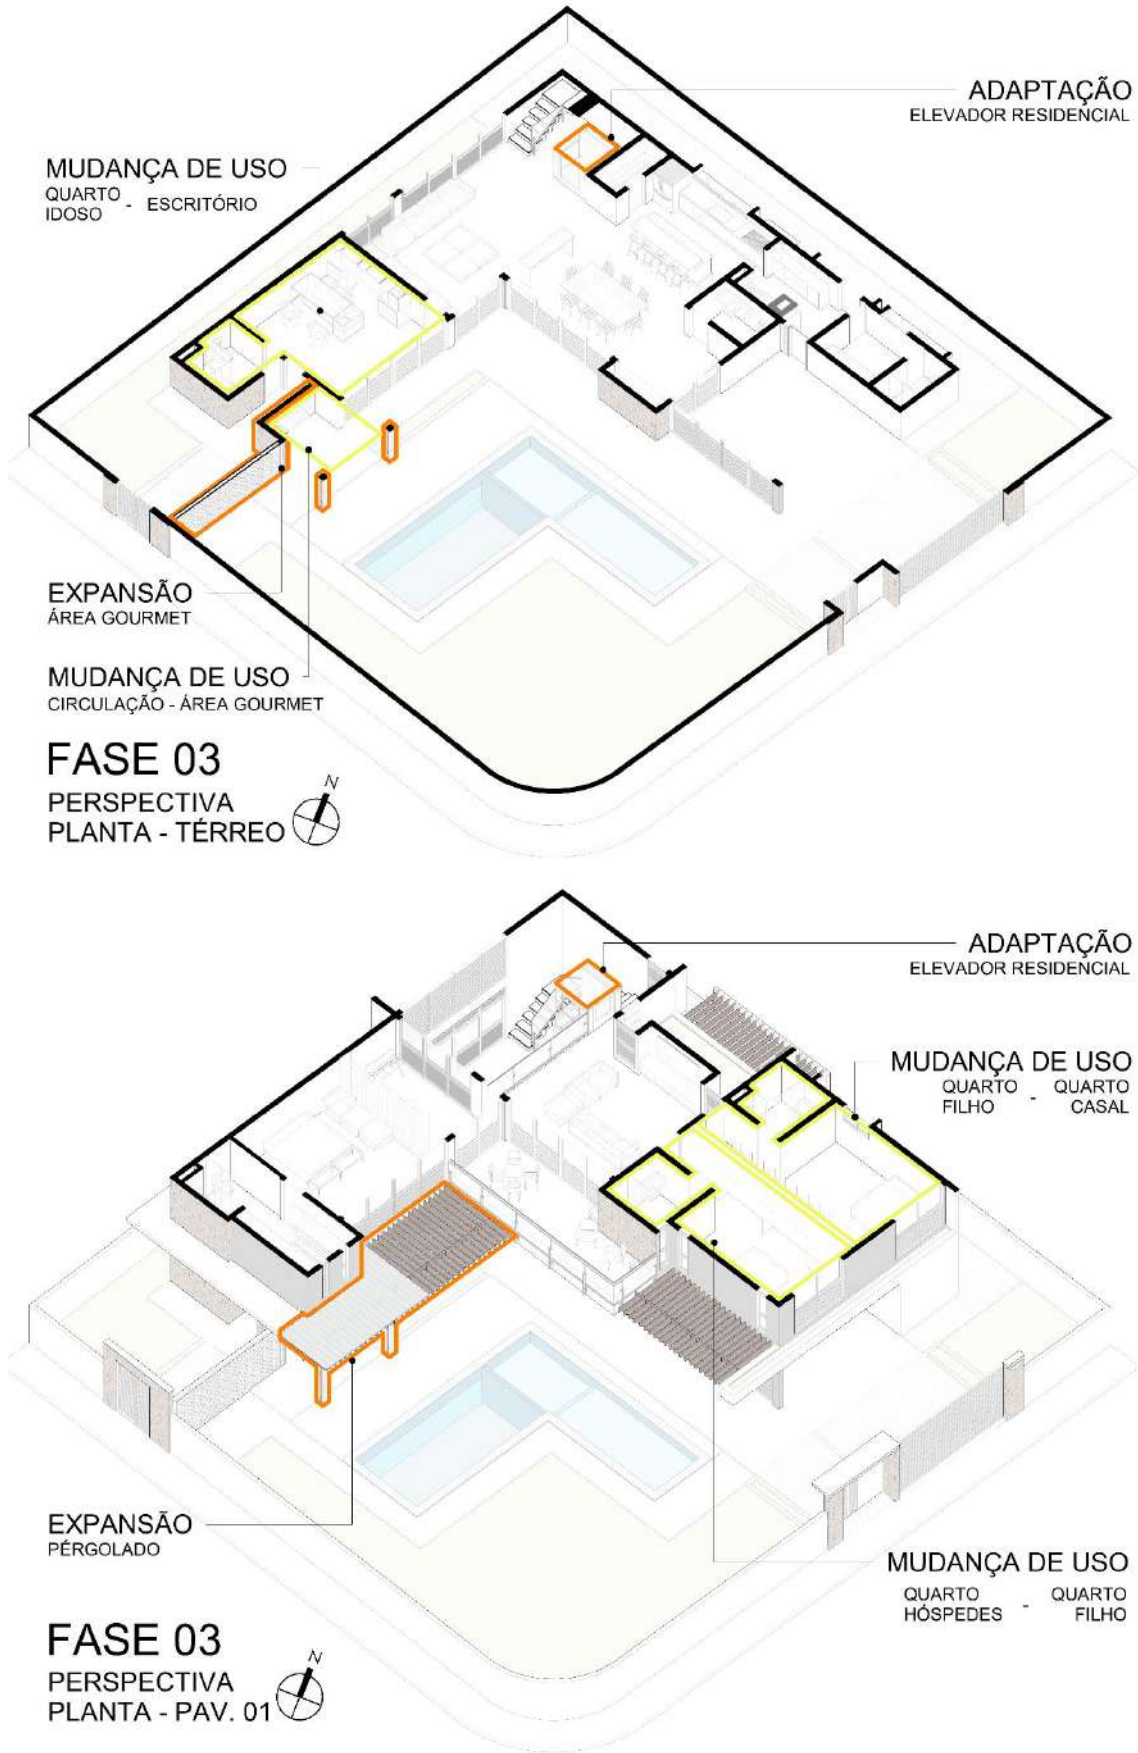 ADAPTAÇÃO
ELEVADOR RESIDENCIAL
MUDANÇA DE USO
QUARTO IDOSO - ESCRITÓRIO
EXPANSÃO
ÁREA GOURMET
MUDANÇA DE USO
CIRCULAÇÃO - ÁREA GOURMET
FASE 03
PERSPECTIVA
PLANTA - TÉRREO
N
ADAPTAÇÃO
ELEVADOR RESIDENCIAL
MUDANÇA DE USO
QUARTO FILHO - QUARTO CASAL
EXPANSÃO
PÉRGOLADO
MUDANÇA DE USO
QUARTO HÓSPEDES - QUARTO FILHO
FASE 03
PERSPECTIVA
PLANTA - PAV. 01
N